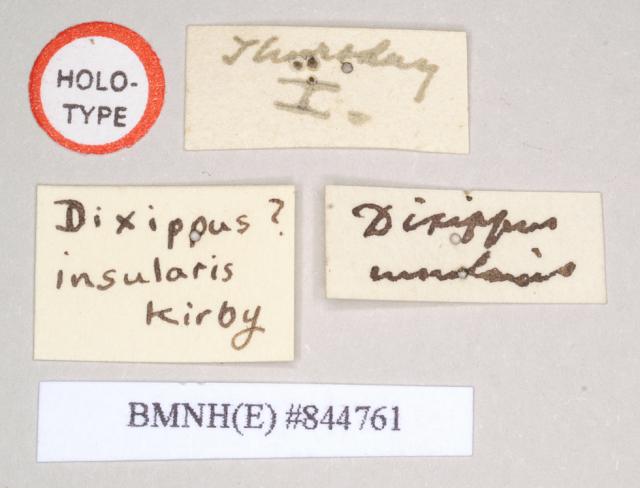 HOLO-
TYPE
Thursday
I.
Dixippus?
insularis
Kirby
Dixippus
insularis
BMNH(E) #844761